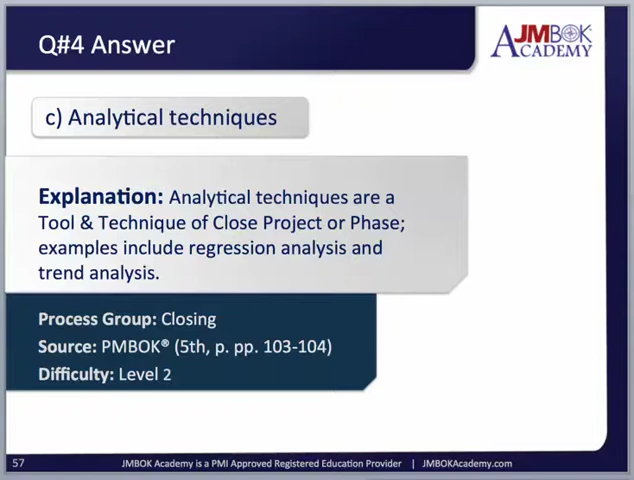 Q#4 Answer
JMBOK
ACADEMY
c) Analytical techniques
Explanation: Analytical techniques are a
Tool & Technique of Close Project or Phase;
examples include regression analysis and
trend analysis.
Process Group: Closing
Source: PMBOK® (5th, p. pp. 103-104)
Difficulty: Level 2
57
JMBOK Academy is a PMI Approved Registered Education Provider | JMBOKAcademy.com